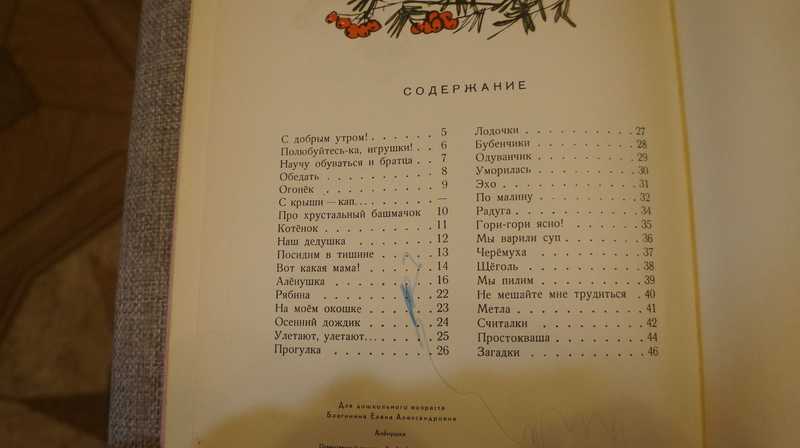 СОДЕРЖАНИЕ
С добрым утром! . . . . . . 5
Полюбуйтесь-ка, игрушки! . . 6
Научу обуваться и братца . . 7
Обедать . . . . . . . . . 8
Огонёк . . . . . . . . . 9
С крыши — кап. . . . . . . —
Про хрустальный башмачок 10
Котёнок . . . . . . . . . 11
Наш дедушка . . . . . . . 12
Посидим в тишине . . . . . 13
Вот какая мама! . . . . . . 14
Алёнушка . . . . . . . . 16
Рябина . . . . . . . . . 22
На моём окошке . . . . . . 23
Осенний дождик . . . . . . 24
Улетают, улетают... . . . . . 25
Прогулка . . . . . . . . 26
Лодочки . . . . . . . . . 27
Бубенчики . . . . . . . . 28
Одуванчик . . . . . . . . 29
Уморилась . . . . . . . . 30
Эхо . . . . . . . . . . 31
По малину . . . . . . . . 32
Радуга . . . . . . . . . 34
Гори-гори ясно! . . . . . . 35
Мы варили суп . . . . . . . 36
Черёмуха . . . . . . . . 37
Щёголь . . . . . . . . . 38
Мы пилим . . . . . . . . 39
Не мешайте мне трудиться . 40
Метла . . . . . . . . . 41
Считалки . . . . . . . . 42
Простокваша . . . . . . . 44
Загадки . . . . . . . . . 46
Для дошкольного возраста
Благинина Елена Александровна
Алёнушка